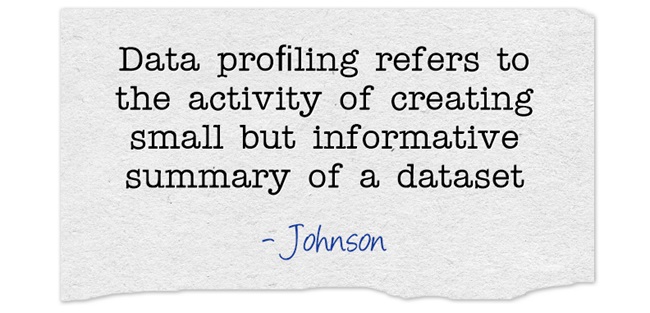 Data profiling refers to
the activity of creating
small but informative
summary of a dataset
- Johnson